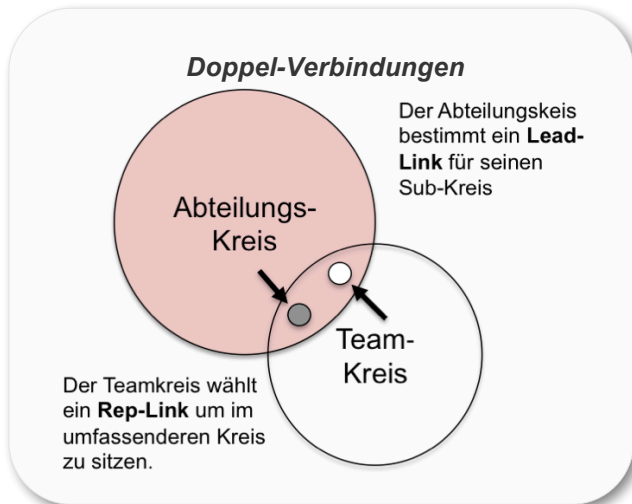 Doppel-Verbindungen
Der Abteilungskeis
bestimmt ein Lead-
Link für seinen
Sub-Kreis
Abteilungs-
Kreis
Team-
Kreis
Der Teamkreis wählt
ein Rep-Link um im
umfassenderen Kreis
zu sitzen.